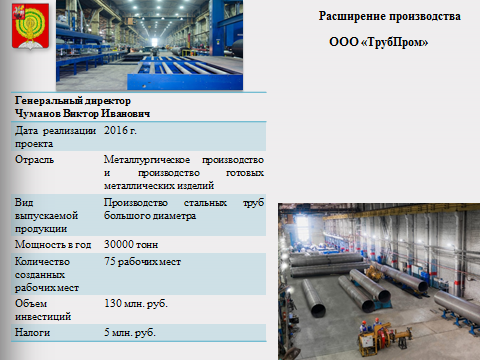 Расширение производства
ООО «ТрубПром»
Генеральный директор
Чуманов Виктор Иванович
Дата реализации
проекта
2016 г.
Отрасль
Металлургическое производство
и производство готовых
металлических изделий
Вид
выпускаемой
продукции
Производство стальных труб
большого диаметра
Мощность в год
30000 тонн
Количество
созданных
рабочих мест
75 рабочих мест
Объем
инвестиций
130 млн. руб.
Налоги
5 млн. руб.